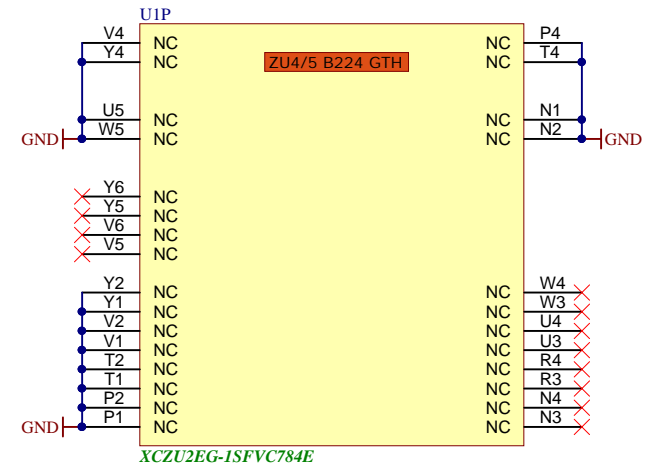 U1P
V4 NC NC P4
Y4 NC ZU4/5 B224 GTH NC T4
U5 NC NC N1
GND W5 NC NC N2 GND
Y6 NC
Y5 NC
V6 NC
V5 NC
Y2 NC NC W4
Y1 NC NC W3
V2 NC NC U4
V1 NC NC U3
T2 NC NC R4
T1 NC NC R3
P2 NC NC N4
GND P1 NC NC N3
XCZU2EG-1SFVC784E